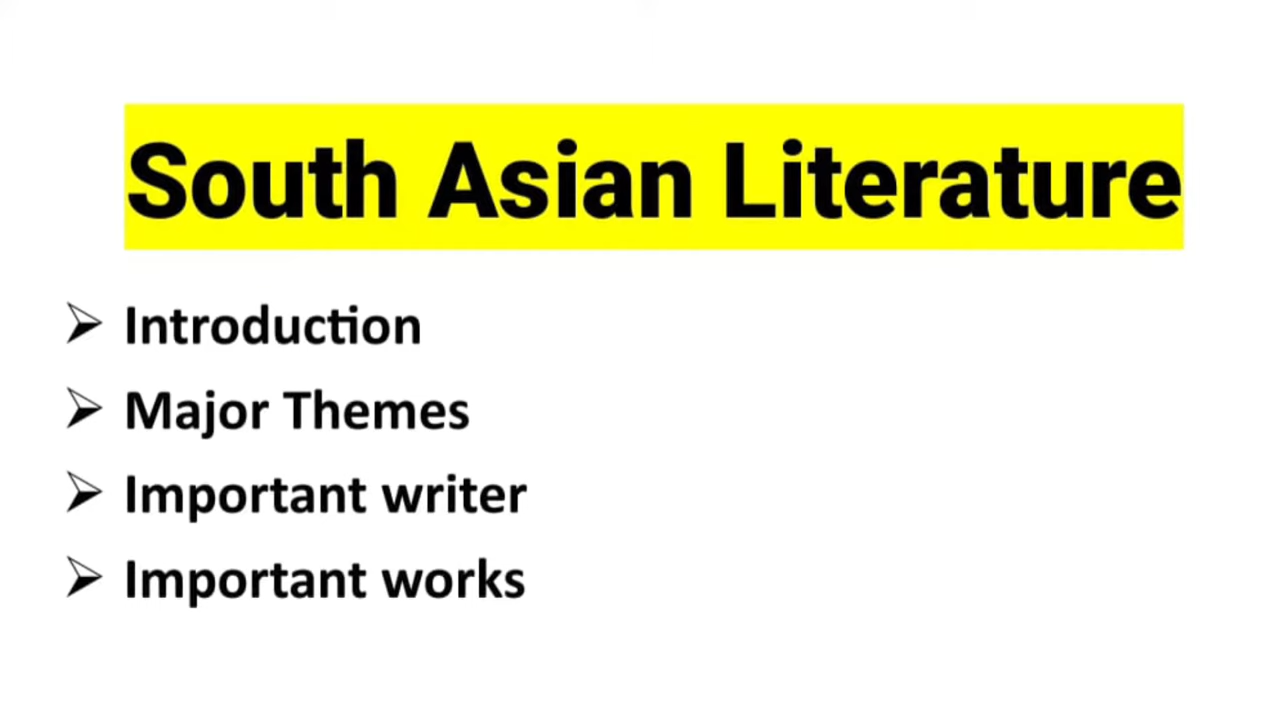 South Asian Literature
➢ Introduction
➢ Major Themes
➢ Important writer
➢ Important works